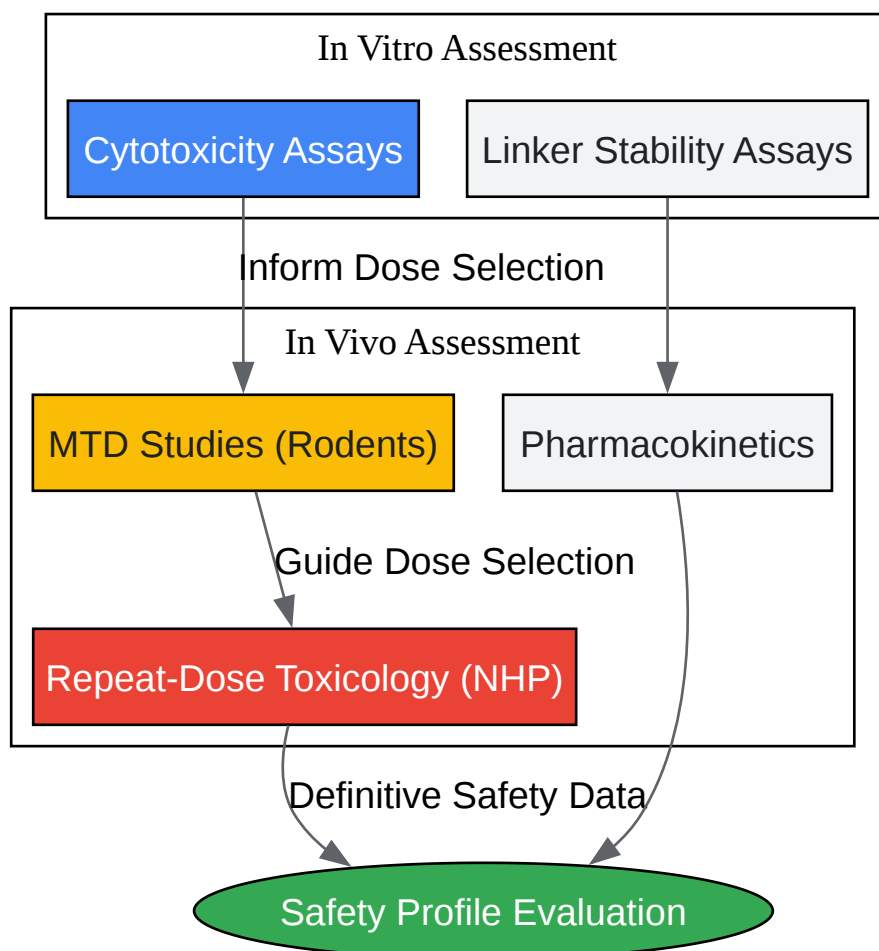 In Vitro Assessment
Cytotoxicity Assays
Linker Stability Assays
Inform Dose Selection
In Vivo Assessment
MTD Studies (Rodents)
Pharmacokinetics
Guide Dose Selection
Repeat-Dose Toxicology (NHP)
Definitive Safety Data
Safety Profile Evaluation